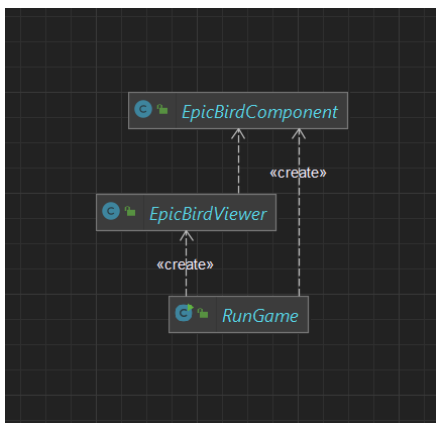 EpicBirdComponent
«create»
EpicBirdViewer
«create»
RunGame